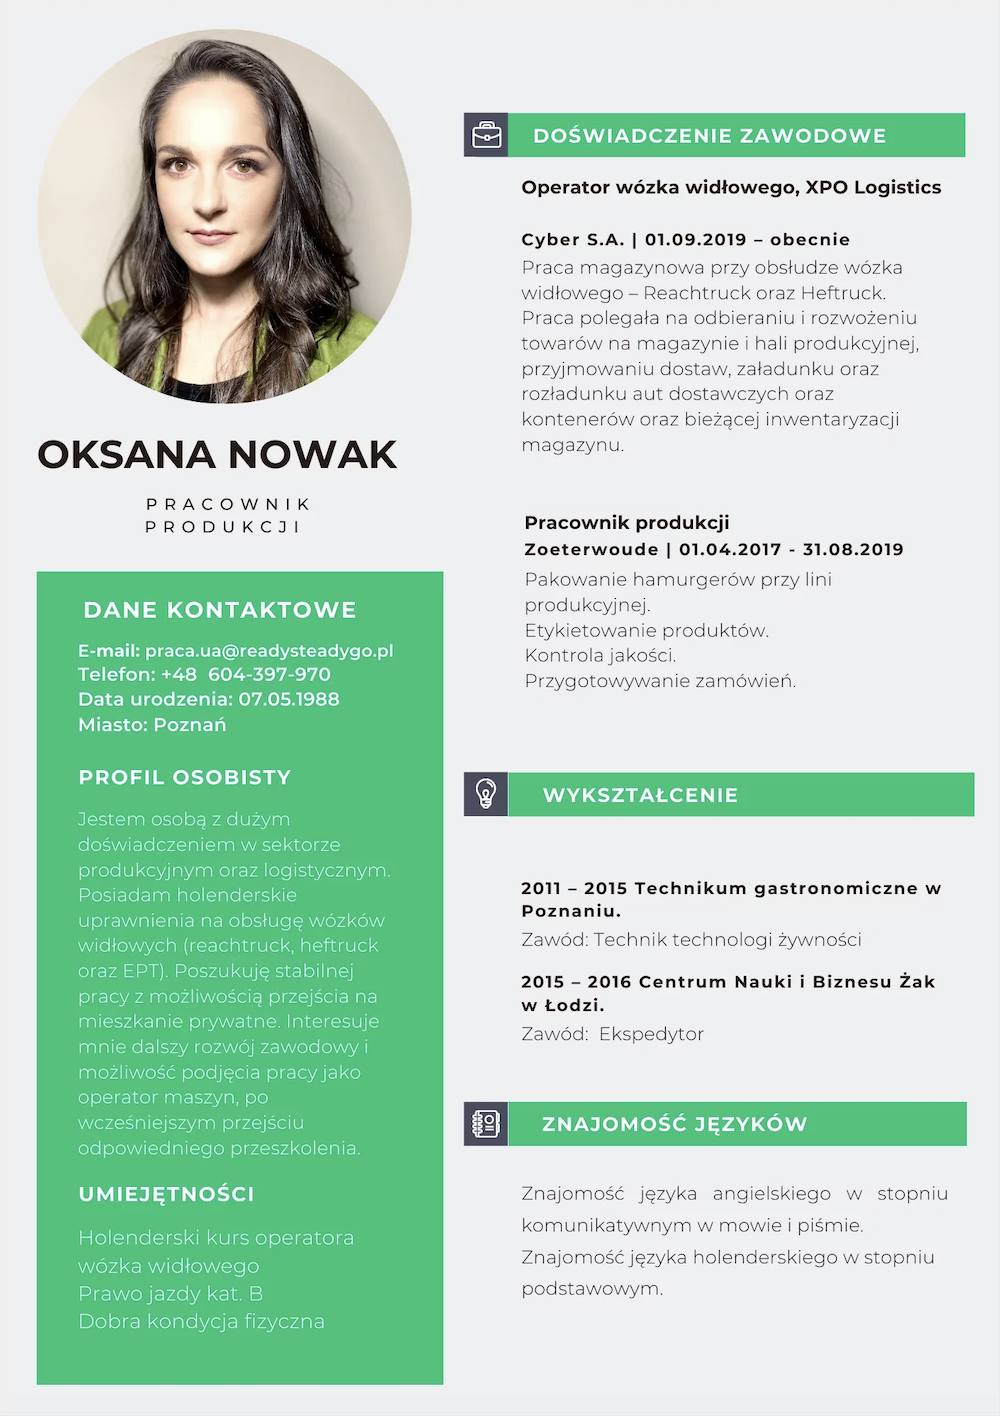 OKSANA NOWAK
PRACOWNIK
PRODUKCJI
DANE KONTAKTOWE
E-mail: praca.ua@readysteadygo.pl
Telefon: +48 604-397-970
Data urodzenia: 07.05.1988
Miasto: Poznań
PROFIL OSOBISTY
Jestem osobą z dużym
doświadczeniem w sektorze
produkcyjnym oraz logistycznym.
Posiadam holenderskie
uprawnienia na obsługę wózków
widłowych (reachtruck, heftruck
oraz EPT). Poszukuję stabilnej
pracy z możliwością przejścia na
mieszkanie prywatne. Interesuje
mnie dalszy rozwój zawodowy i
możliwość podjęcia pracy jako
operator maszyn, po
wcześniejszym przejściu
odpowiedniego przeszkolenia.
UMIEJĘTNOŚCI
Holenderski kurs operatora
wózka widłowego
Prawo jazdy kat. B
Dobra kondycja fizyczna
DOŚWIADCZENIE ZAWODOWE
Operator wózka widłowego, XPO Logistics
Cyber S.A. | 01.09.2019 – obecnie
Praca magazynowa przy obsłudze wózka
widłowego – Reachtruck oraz Heftruck.
Praca polegała na odbieraniu i rozwożeniu
towarów na magazynie i hali produkcyjnej,
przyjmowaniu dostaw, załadunku oraz
rozładunku aut dostawczych oraz
kontenerów oraz bieżącej inwentaryzacji
magazynu.
Pracownik produkcji
Zoeterwoude | 01.04.2017 - 31.08.2019
Pakowanie hamurgerów przy lini
produkcyjnej.
Etykietowanie produktów.
Kontrola jakości.
Przygotowywanie zamówień.
WYKSZTAŁCENIE
2011 – 2015 Technikum gastronomiczne w
Poznaniu.
Zawód: Technik technologi żywności
2015 – 2016 Centrum Nauki i Biznesu Żak
w Łodzi.
Zawód: Ekspedytor
ZNAJOMOŚĆ JĘZYKÓW
Znajomość języka angielskiego w stopniu
komunikatywnym w mowie i piśmie.
Znajomość języka holenderskiego w stopniu
podstawowym.